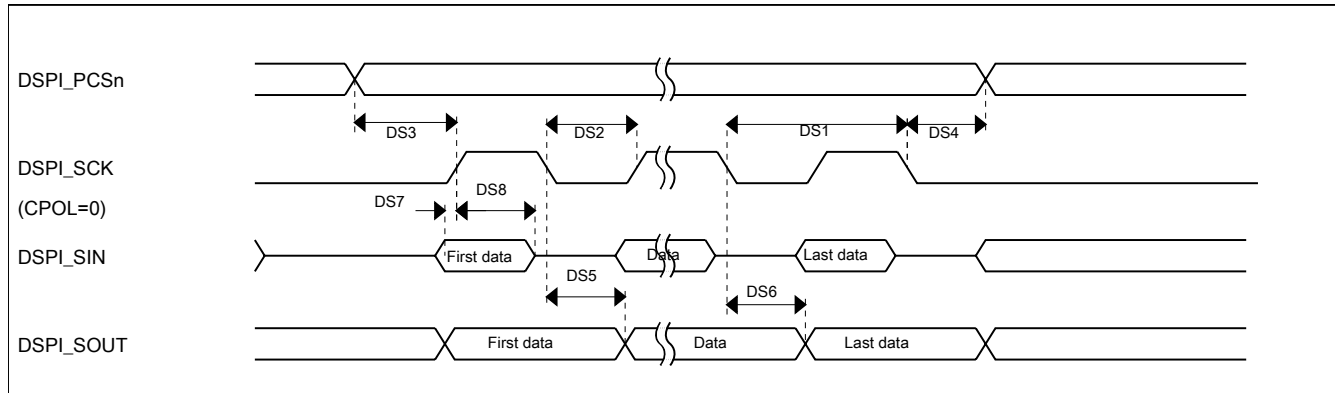 DSPI_PCSn
DS3
DS2
DS1
DS4
DSPI_SCK
(CPOL=0)
DS7
DS8
DSPI_SIN
First data
Data
Last data
DS5
DS6
DSPI_SOUT
First data
Data
Last data